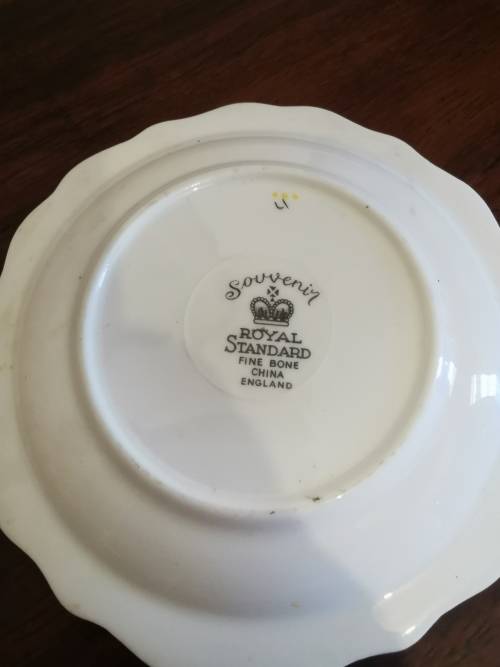 Souvenir
ROYAL
STANDARD
FINE BONE
CHINA
ENGLAND